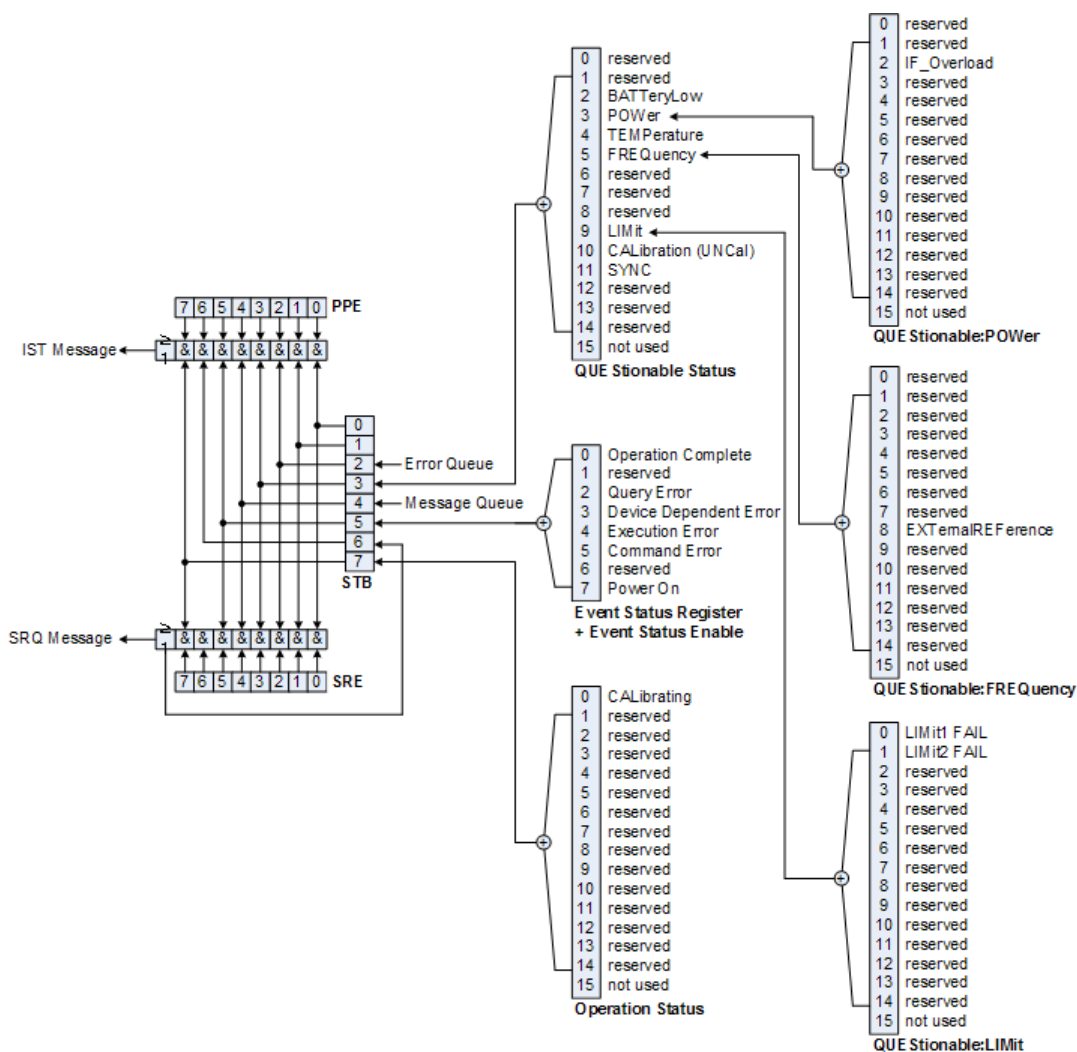 7 6 5 4 3 2 1 0 PPE
IST Message
& & & & & & & &
0
1
2 Error Queue
3
4 Message Queue
5
6
7
STB
SRQ Message
& & & & & & & &
7 6 5 4 3 2 1 0 SRE
0 reserved
1 reserved
2 BATTeryLow
3 POWer
4 TEMPerature
5 FREQuency
6 reserved
7 reserved
8 reserved
9 LIMit
10 CALibration (UNCal)
11 SYNC
12 reserved
13 reserved
14 reserved
15 not used
QUEStionable Status
0 Operation Complete
1 reserved
2 Query Error
3 Device Dependent Error
4 Execution Error
5 Command Error
6 reserved
7 Power On
Event Status Register
+ Event Status Enable
0 CALibrating
1 reserved
2 reserved
3 reserved
4 reserved
5 reserved
6 reserved
7 reserved
8 reserved
9 reserved
10 reserved
11 reserved
12 reserved
13 reserved
14 reserved
15 not used
Operation Status
0 reserved
1 reserved
2 IF_Overload
3 reserved
4 reserved
5 reserved
6 reserved
7 reserved
8 reserved
9 reserved
10 reserved
11 reserved
12 reserved
13 reserved
14 reserved
15 not used
QUEStionable:POWer
0 reserved
1 reserved
2 reserved
3 reserved
4 reserved
5 reserved
6 reserved
7 reserved
8 EXTernalREFerence
9 reserved
10 reserved
11 reserved
12 reserved
13 reserved
14 reserved
15 not used
QUEStionable:FREQuency
0 LIMit1 FAIL
1 LIMit2 FAIL
2 reserved
3 reserved
4 reserved
5 reserved
6 reserved
7 reserved
8 reserved
9 reserved
10 reserved
11 reserved
12 reserved
13 reserved
14 reserved
15 not used
QUEStionable:LIMit